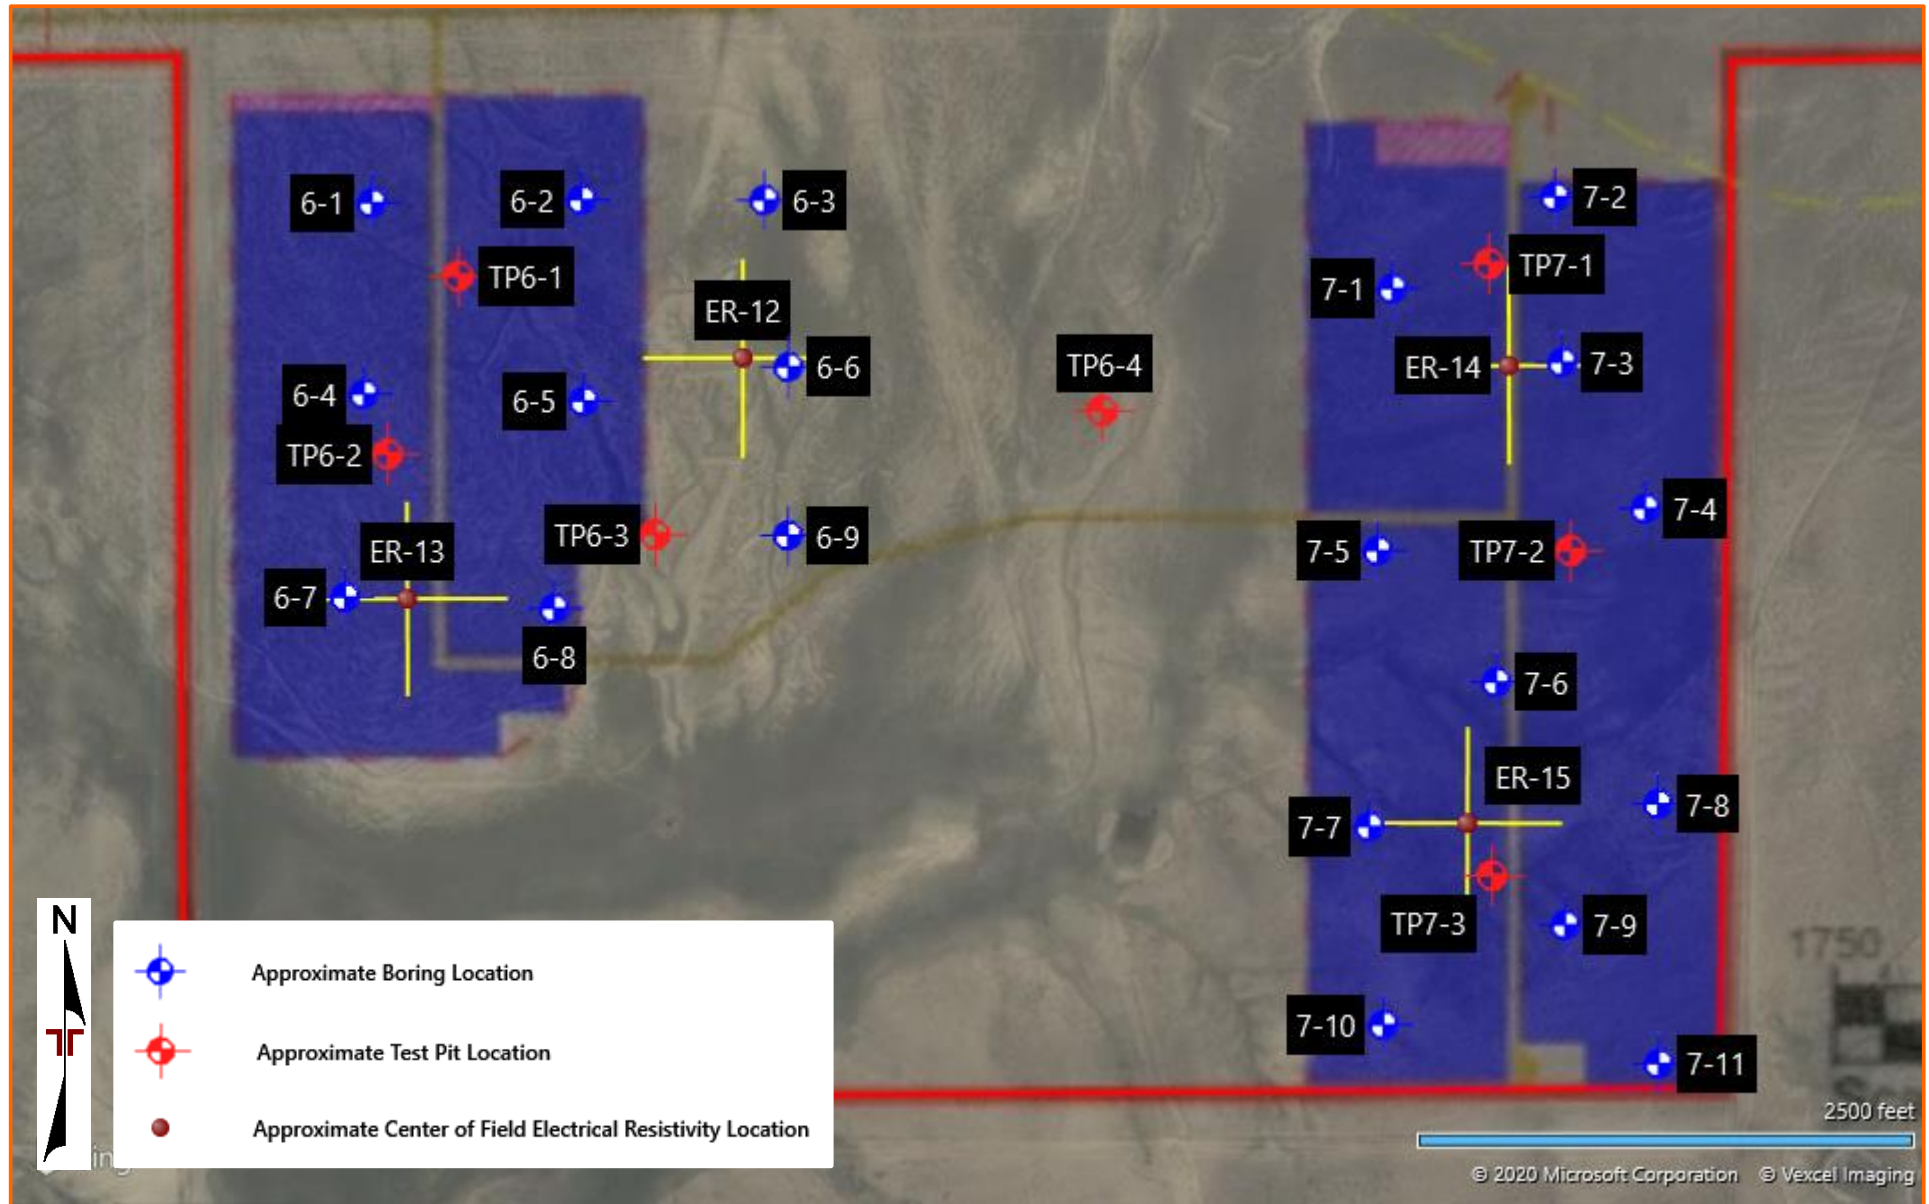 6-1
6-2
6-3
7-2
TP6-1
TP7-1
7-1
ER-12
6-6
TP6-4
ER-14
7-3
6-4
6-5
TP6-2
7-4
TP6-3
6-9
ER-13
7-5
TP7-2
6-7
6-8
7-6
ER-15
7-8
7-7
TP7-3
7-9
7-10
7-11
1750
2500 feet
© 2020 Microsoft Corporation © Vexcel Imaging
N
Approximate Boring Location
Approximate Test Pit Location
Approximate Center of Field Electrical Resistivity Location